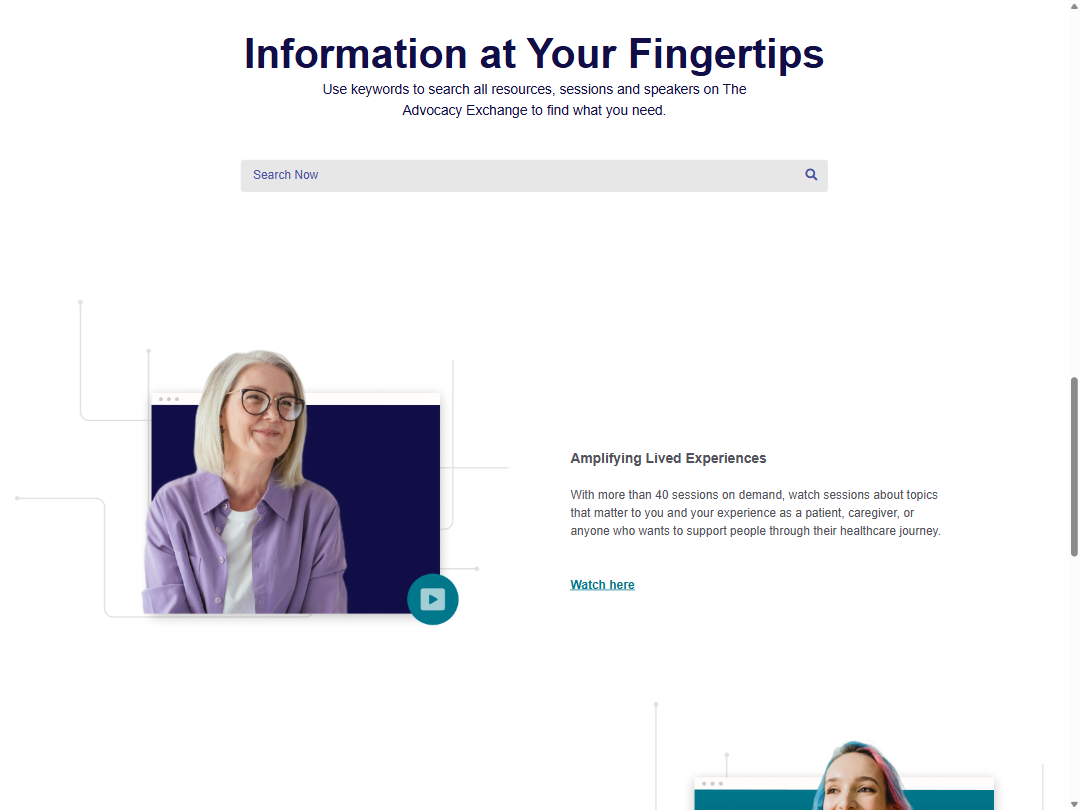 Information at Your Fingertips
Use keywords to search all resources, sessions and speakers on The
Advocacy Exchange to find what you need.
Search Now
Amplifying Lived Experiences
With more than 40 sessions on demand, watch sessions about topics
that matter to you and your experience as a patient, caregiver, or
anyone who wants to support people through their healthcare journey.
Watch here